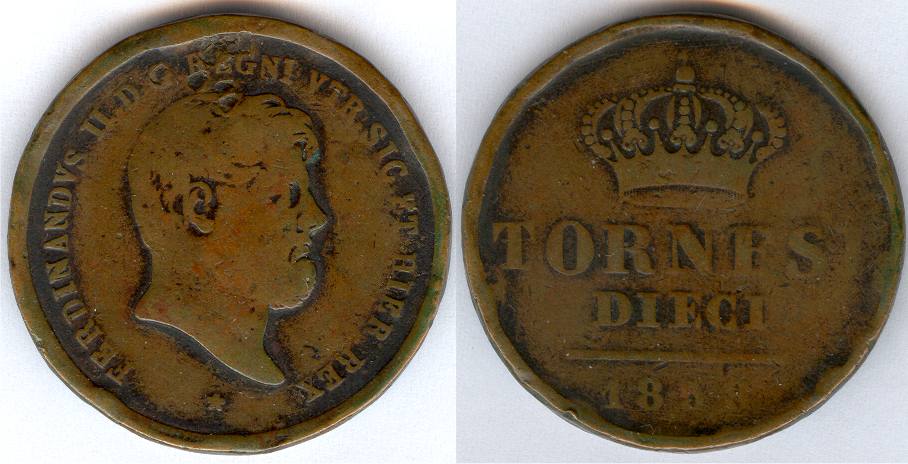 FERDINANDVS II. D. G. REGNI VTR. SIC. ET HIER. REX
TORNESI
DIECI